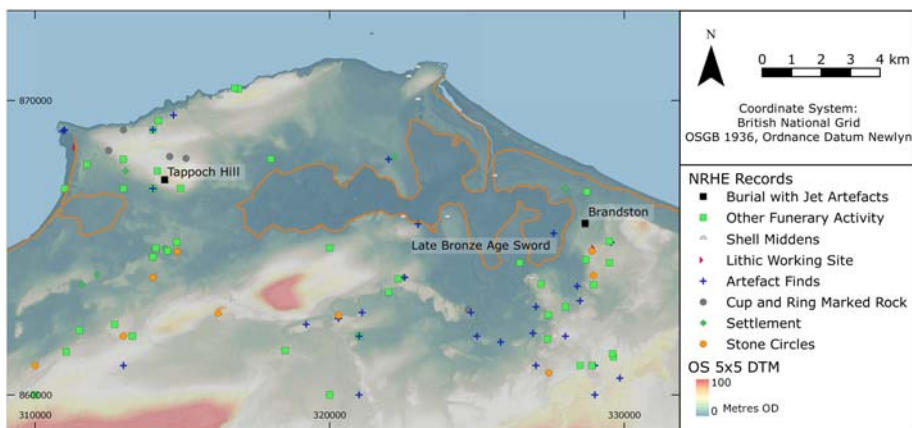 870000
Tappoch Hill
Brandston
Late Bronze Age Sword
860000
310000
320000
330000
N
0 1 2 3 4 km
Coordinate System:
British National Grid
OSGB 1936, Ordnance Datum Newlyn
NRHE Records
Burial with Jet Artefacts
Other Funerary Activity
Shell Middens
Lithic Working Site
Artefact Finds
Cup and Ring Marked Rock
Settlement
Stone Circles
OS 5x5 DTM
100
0 Metres OD